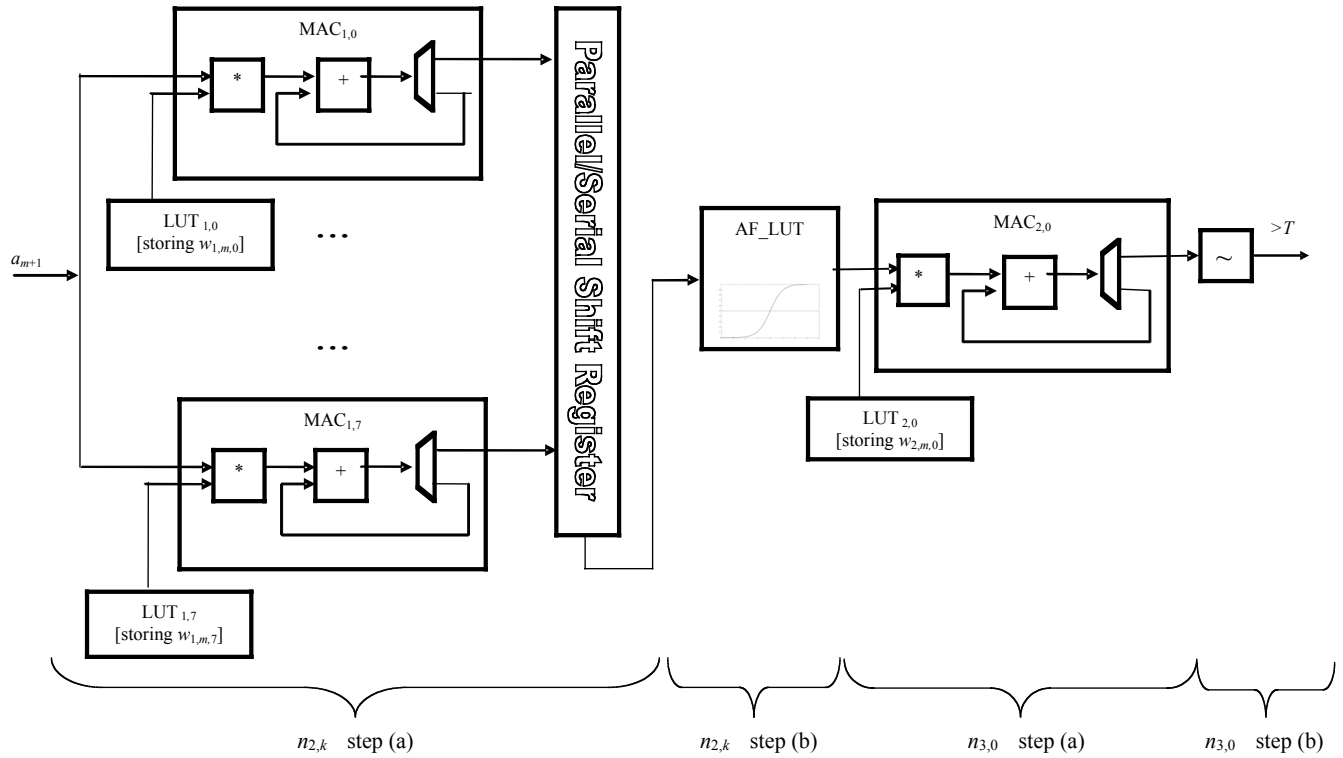 MAC1,0
*
+
LUT 1,0
[storing w1,m,0]
...
am+1
...
MAC1,7
*
+
LUT 1,7
[storing w1,m,7]
Parallel/Serial Shift Register
AF_LUT
MAC2,0
*
+
LUT 2,0
[storing w2,m,0]
~
>T
n2,k step (a)
n2,k step (b)
n3,0 step (a)
n3,0 step (b)